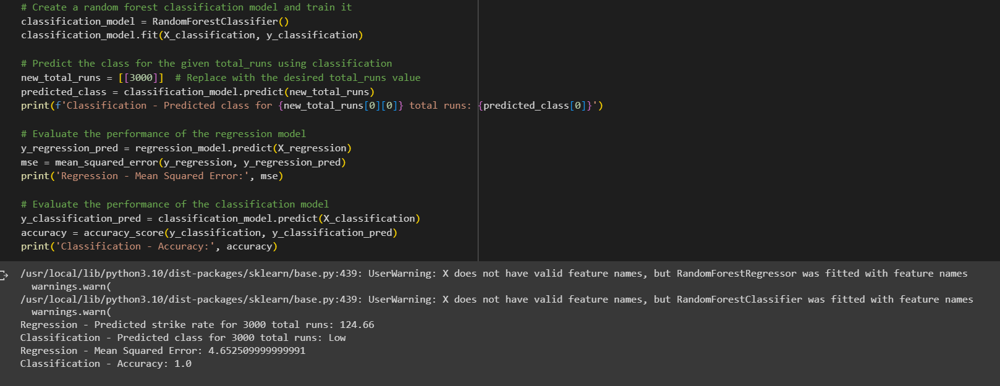 # Create a random forest classification model and train it
classification_model = RandomForestClassifier()
classification_model.fit(X_classification, y_classification)
# Predict the class for the given total_runs using classification
new_total_runs = [[3000]]  # Replace with the desired total_runs value
predicted_class = classification_model.predict(new_total_runs)
print(f'Classification - Predicted class for {new_total_runs[0][0]} total runs: {predicted_class[0]}')
# Evaluate the performance of the regression model
y_regression_pred = regression_model.predict(X_regression)
mse = mean_squared_error(y_regression, y_regression_pred)
print('Regression - Mean Squared Error:', mse)
# Evaluate the performance of the classification model
y_classification_pred = classification_model.predict(X_classification)
accuracy = accuracy_score(y_classification, y_classification_pred)
print('Classification - Accuracy:', accuracy)
/usr/local/lib/python3.10/dist-packages/sklearn/base.py:439: UserWarning: X does not have valid feature names, but RandomForestRegressor was fitted with feature names
  warnings.warn(
/usr/local/lib/python3.10/dist-packages/sklearn/base.py:439: UserWarning: X does not have valid feature names, but RandomForestClassifier was fitted with feature names
  warnings.warn(
Regression - Predicted strike rate for 3000 total runs: 124.66
Classification - Predicted class for 3000 total runs: Low
Regression - Mean Squared Error: 4.652509999999991
Classification - Accuracy: 1.0